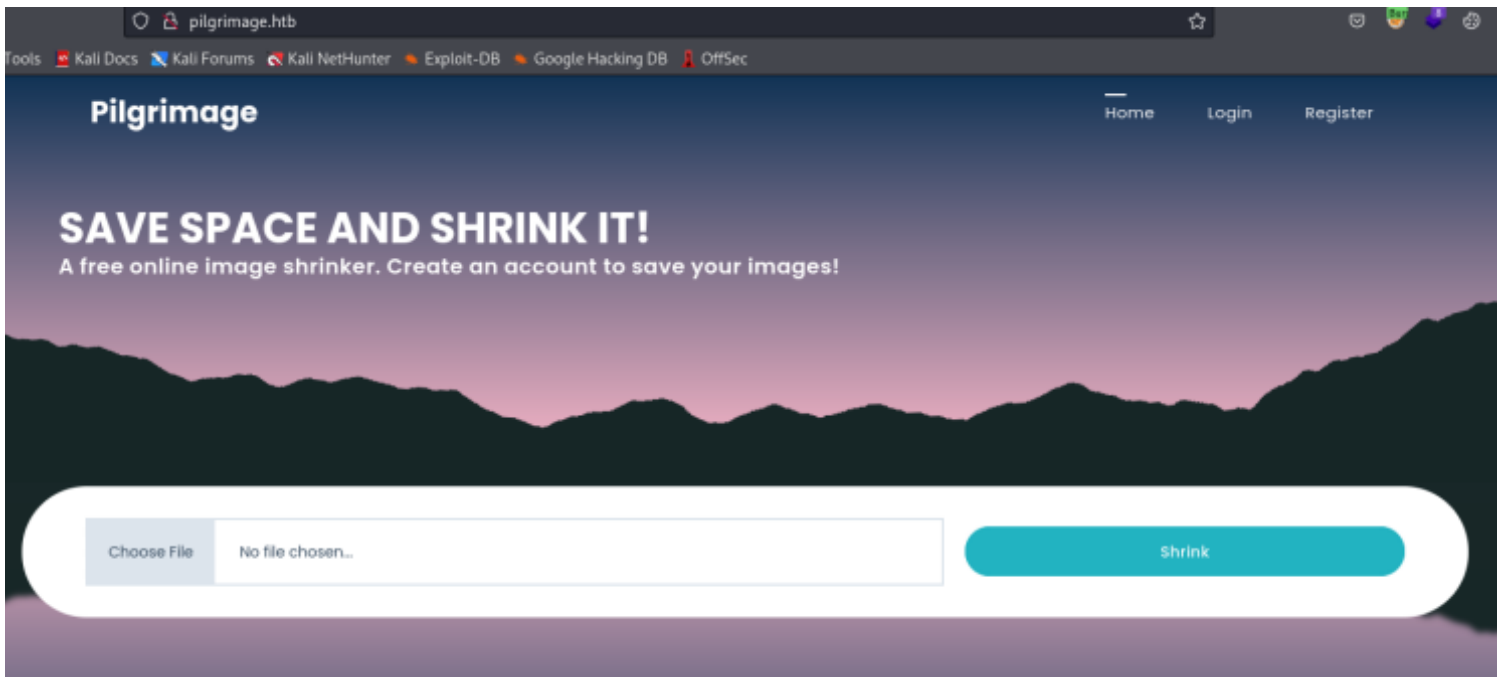 pilgrimage.htb
Tools Kali Docs Kali Forums Kali NetHunter Exploit-DB Google Hacking DB OffSec
Pilgrimage Home Login Register
SAVE SPACE AND SHRINK IT!
A free online image shrinker. Create an account to save your images!
Choose File No file chosen... Shrink